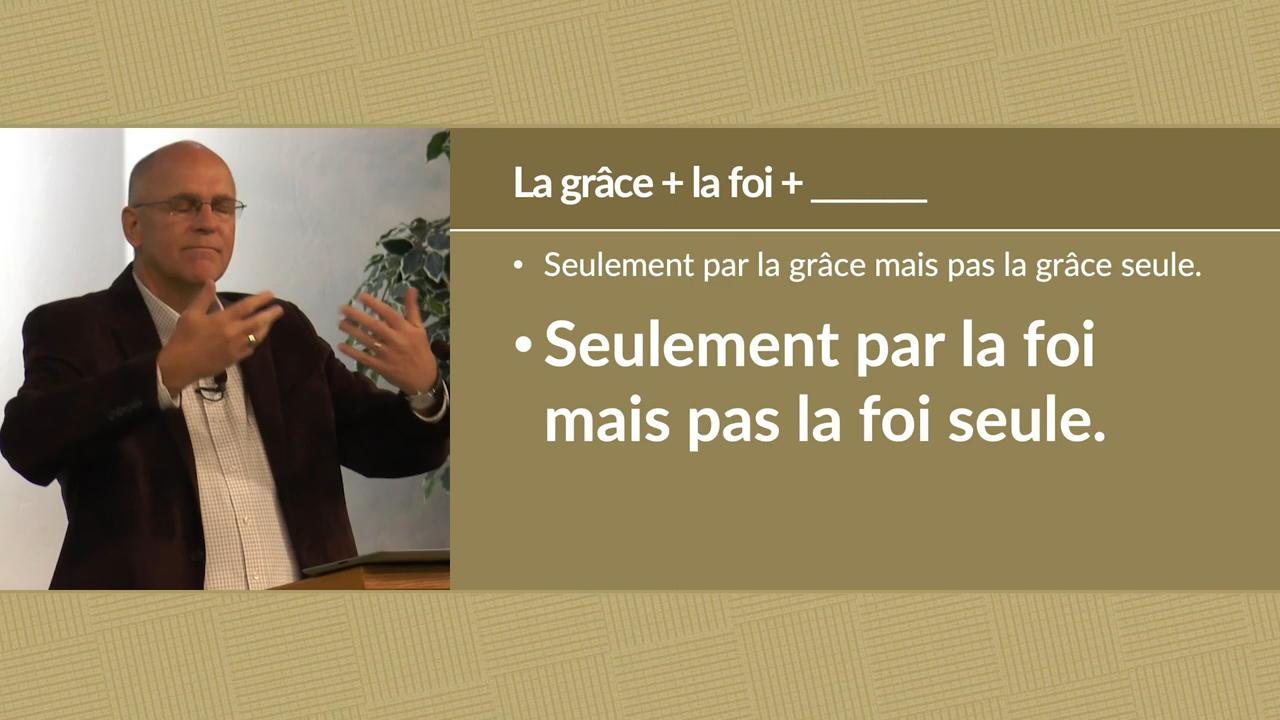 La grâce + la foi + ______
• Seulement par la grâce mais pas la grâce seule.
• Seulement par la foi
mais pas la foi seule.